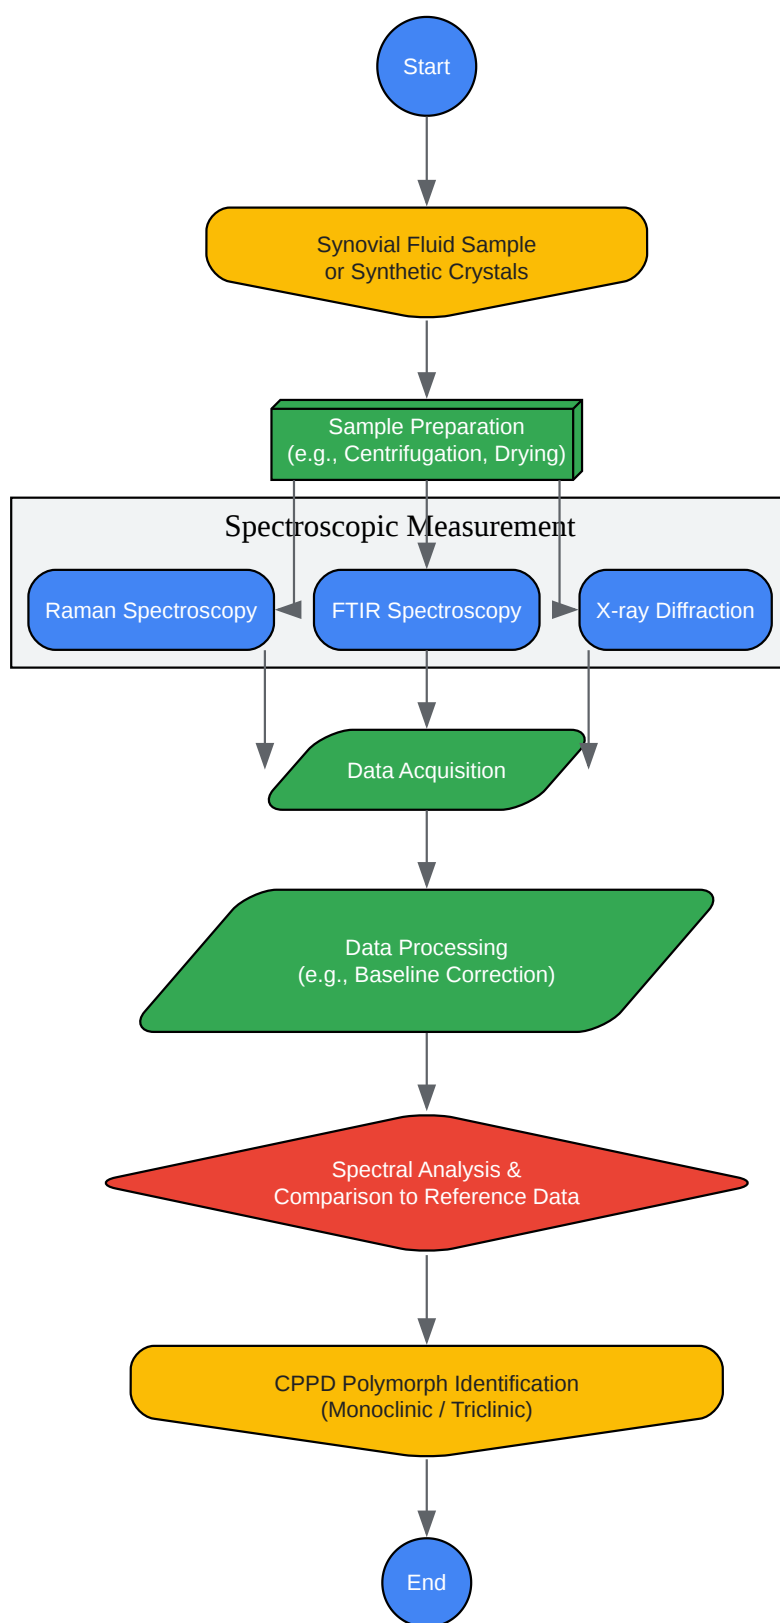 Start
Synovial Fluid Sample
or Synthetic Crystals
Sample Preparation
(e.g., Centrifugation, Drying)
Spectroscopic Measurement
Raman Spectroscopy
FTIR Spectroscopy
X-ray Diffraction
Data Acquisition
Data Processing
(e.g., Baseline Correction)
Spectral Analysis &
Comparison to Reference Data
CPPD Polymorph Identification
(Monoclinic / Triclinic)
End